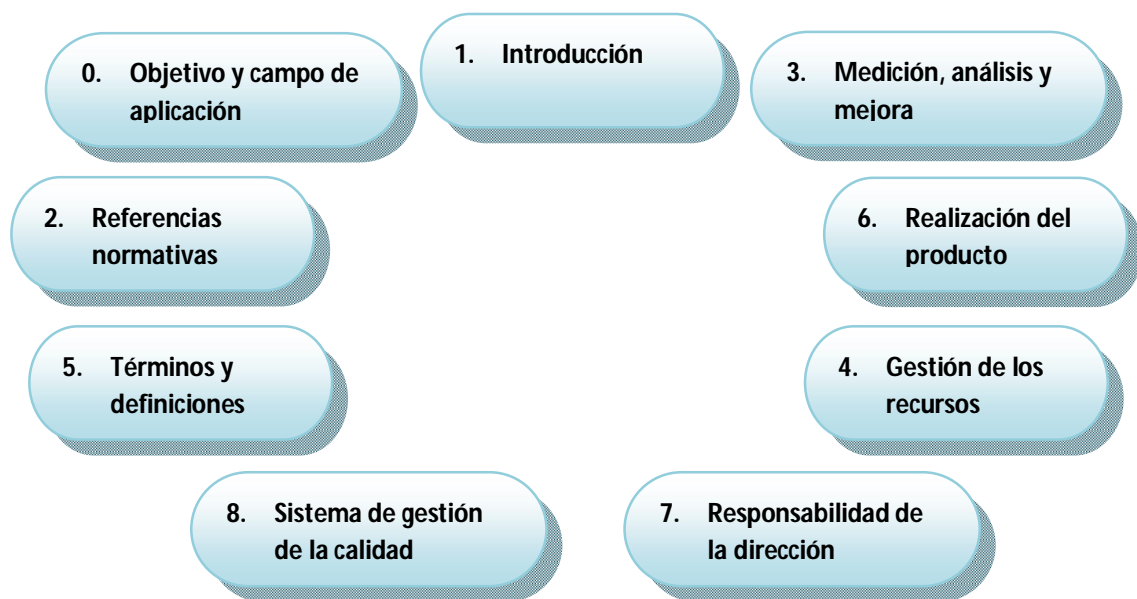 0. Objetivo y campo de
aplicación
1. Introducción
3. Medición, análisis y
mejora
2. Referencias
normativas
6. Realización del
producto
5. Términos y
definiciones
4. Gestión de los
recursos
8. Sistema de gestión
de la calidad
7. Responsabilidad de
la dirección